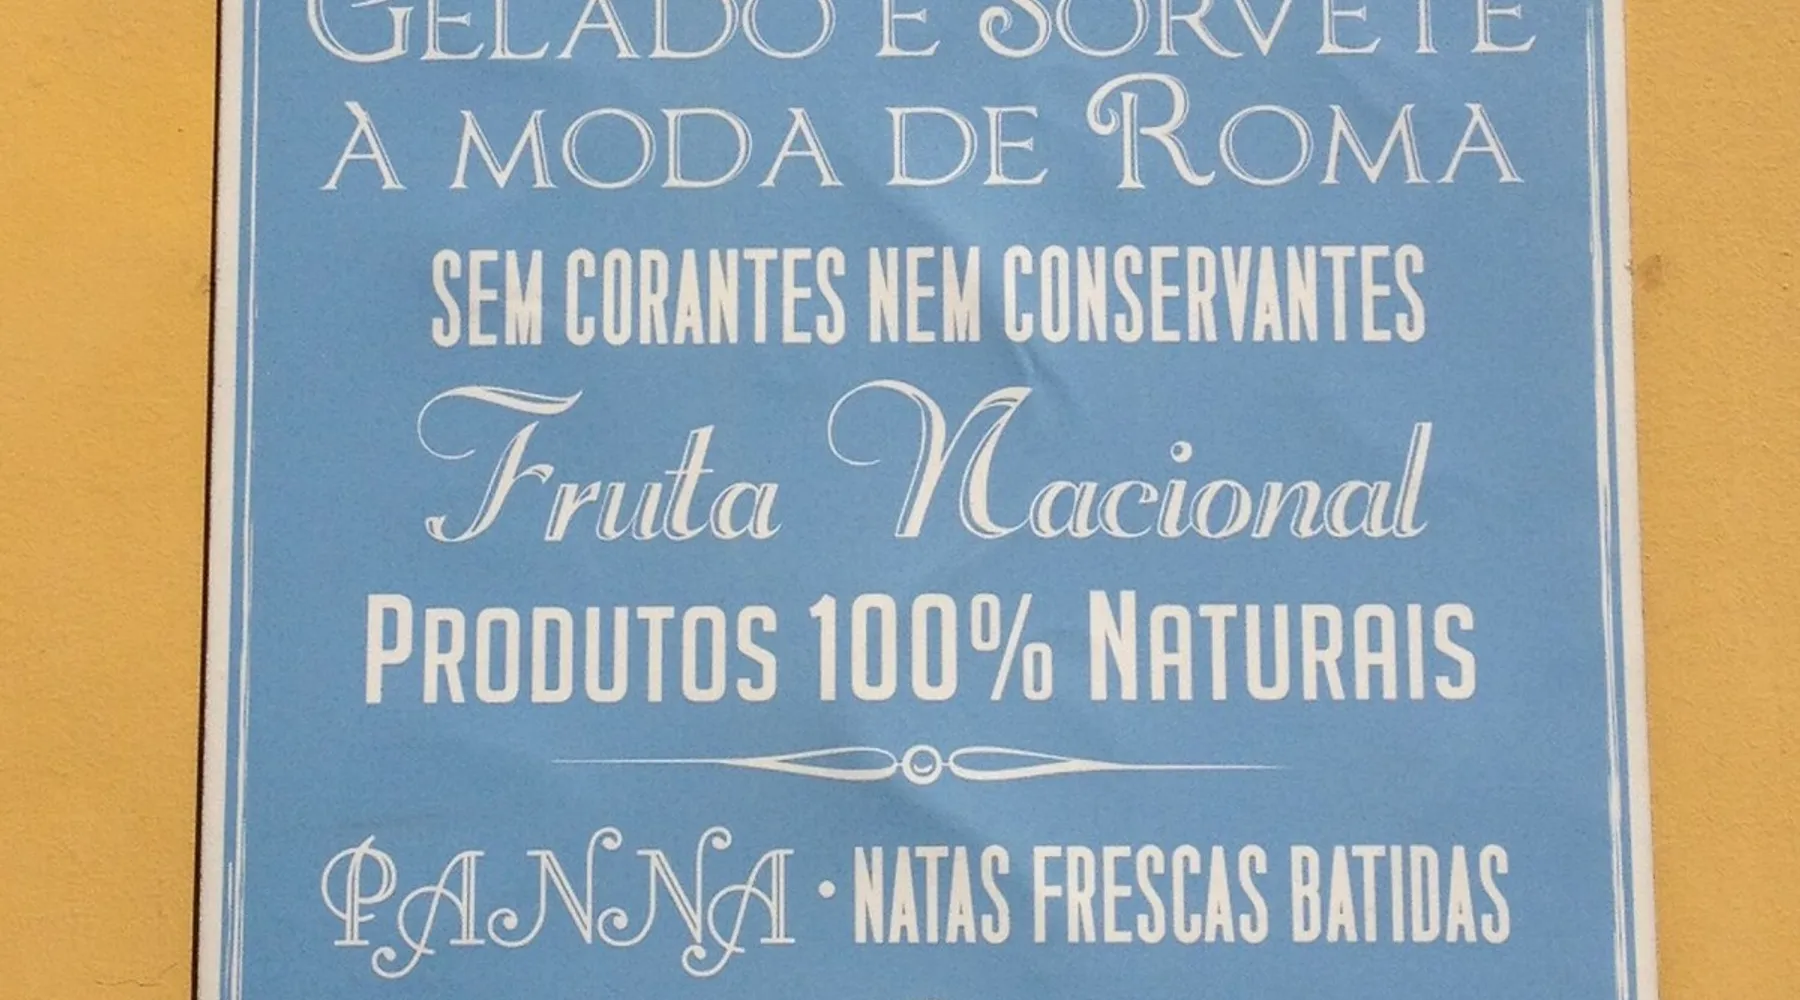 GELADO E SORVETE
À MODA DE ROMA
SEM CORANTES NEM CONSERVANTES
Fruta Nacional
PRODUTOS 100% NATURAIS
PANNA · NATAS FRESCAS BATIDAS